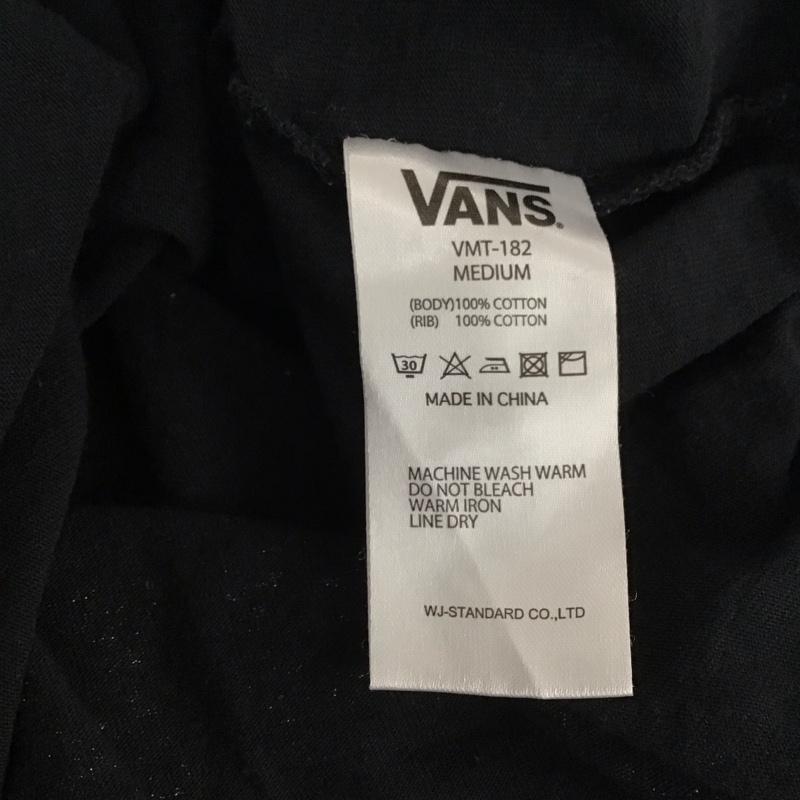 VANS®
VMT-182
MEDIUM
(BODY)100% COTTON
(RIB) 100% COTTON
30
MADE IN CHINA
MACHINE WASH WARM
DO NOT BLEACH
WARM IRON
LINE DRY
WJ-STANDARD CO.,LTD